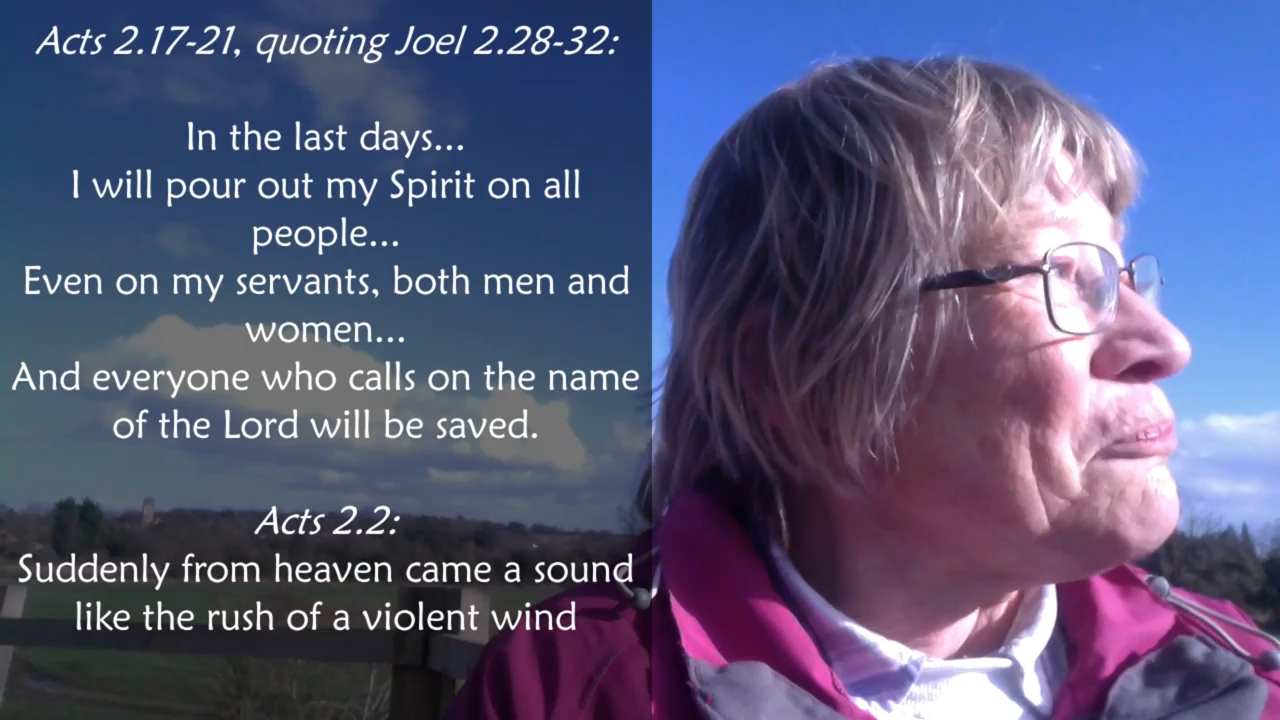 Acts 2.17-21, quoting Joel 2.28-32:
In the last days...
I will pour out my Spirit on all
people...
Even on my servants, both men and
women...
And everyone who calls on the name
of the Lord will be saved.
Acts 2.2:
Suddenly from heaven came a sound
like the rush of a violent wind